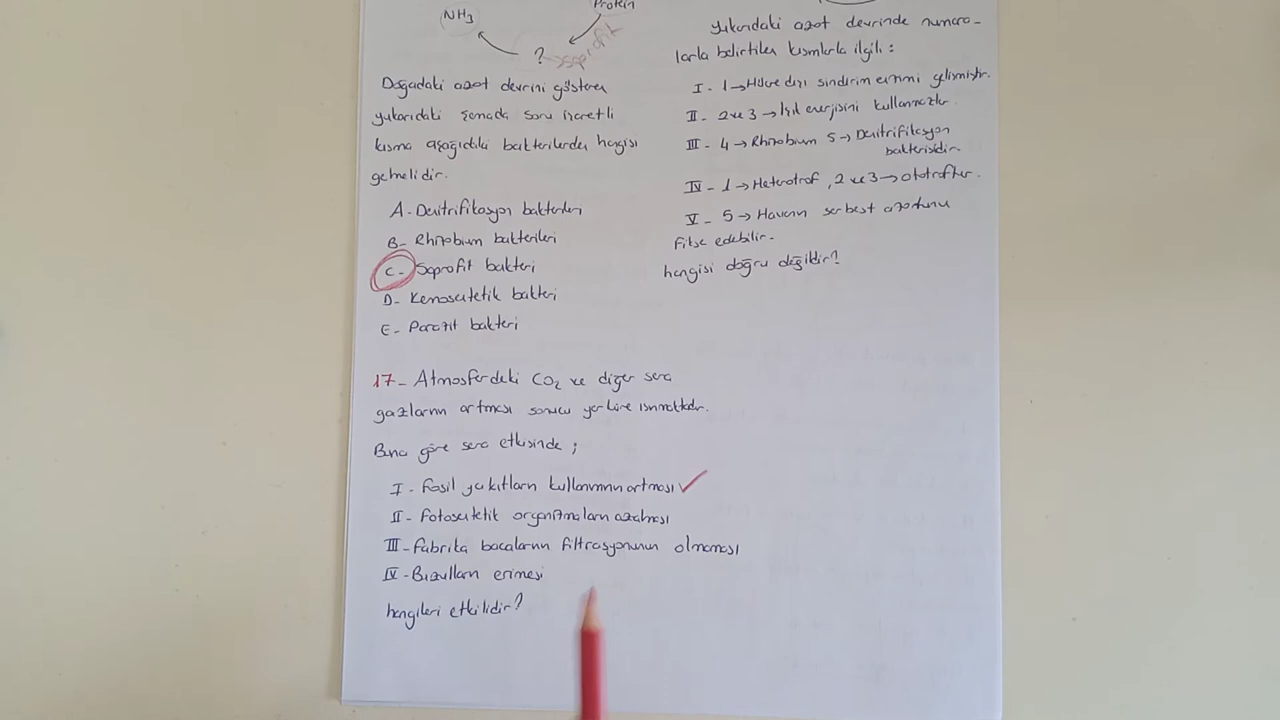 NH3
Protein
? → saprofit
Doğadaki azot devrini gösteren
yukarıdaki şemada soru işaretli
kısma aşağıdaki bakterilerden hangisi
gelmelidir.
A- Denitrifikasyon bakterileri
B- Rhizobium bakterileri
C- Saprofit bakteri
D- Kemosentetik bakteri
E- Parazit bakteri
17- Atmosferdeki CO2 ve diğer sera
gazlarının artması sonucu yerküre ısınmaktadır.
Buna göre sera etkisinde ;
I - Fosil yakıtların kullanımının artması
II - Fotosentetik organizmaların azalması
III - Fabrika bacalarının filtrasyonunun olmaması
IV - Buzulların erimesi
hangileri etkilidir?
Yukarıdaki azot devrinde numara-
larla belirtilen kısımlarla ilgili :
I - 1 → Hücre dışı sindirim enzimi gelişmiştir.
II - 2 ve 3 → Işık enerjisini kullanmazlar.
III - 4 → Rhizobium 5 → Denitrifikasyon
bakterisidir.
IV - 1 → Heterotrof, 2 ve 3 → ototroftur.
V - 5 → Havanın serbest azotunu
fikse edebilir.
hangisi doğru değildir?